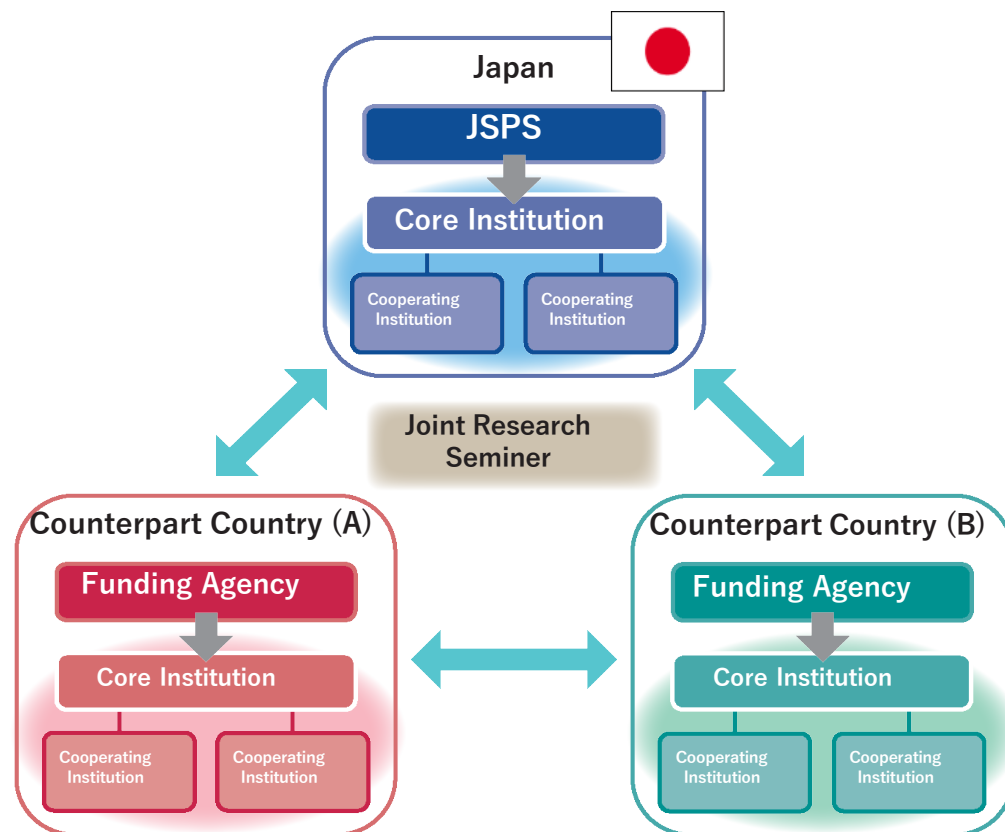 Japan
JSPS
Core Institution
Cooperating
Institution
Cooperating
Institution
Joint Research
Seminer
Counterpart Country (A)
Funding Agency
Core Institution
Cooperating
Institution
Cooperating
Institution
Counterpart Country (B)
Funding Agency
Core Institution
Cooperating
Institution
Cooperating
Institution